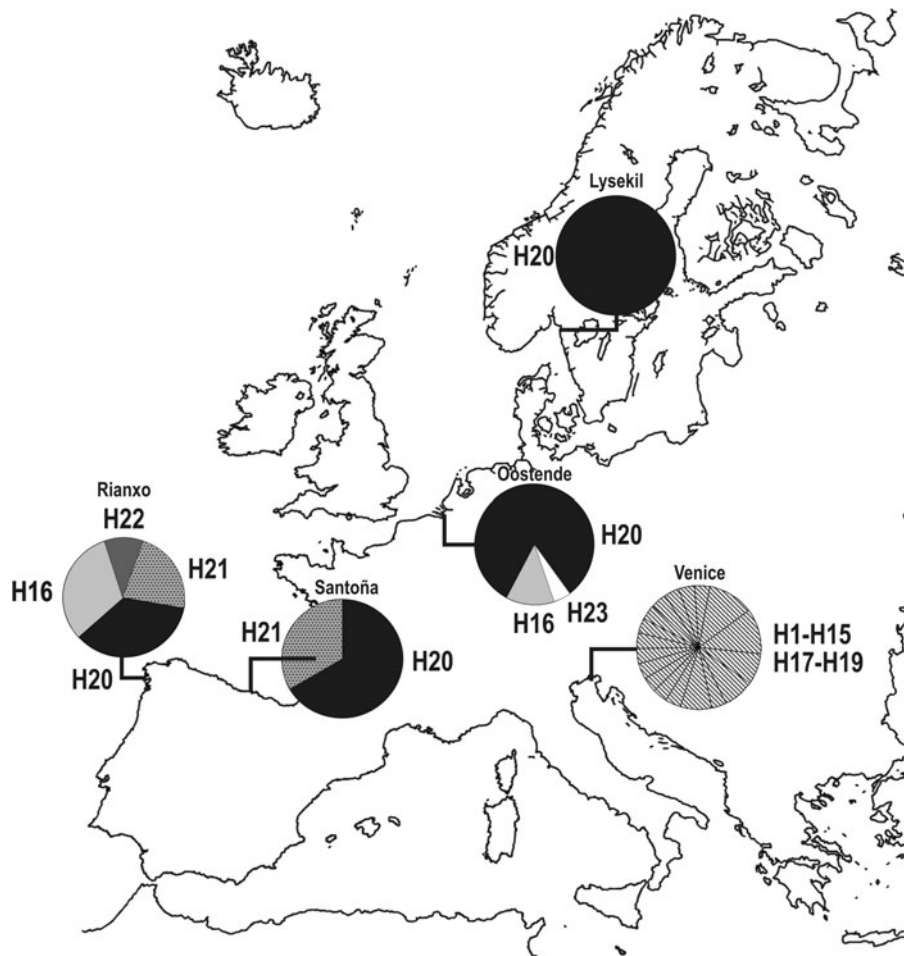 Lysekil
H20
Oostende
H20
H16
H23
Rianxo
H22
H21
H16
H20
Santoña
H21
H20
Venice
H1-H15
H17-H19